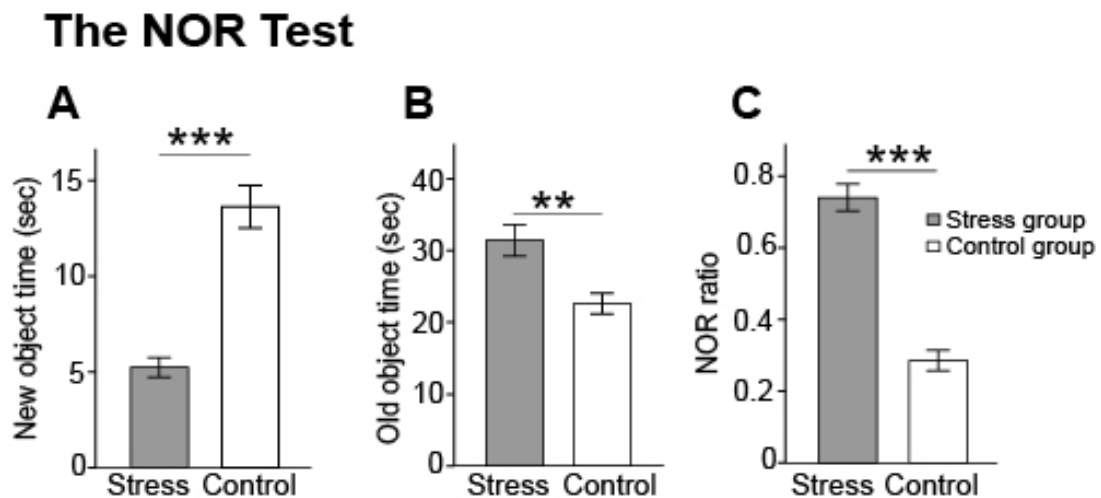 The NOR Test
A
***
New object time (sec)
15
10
5
0
Stress Control
B
**
Old object time (sec)
40
30
20
10
0
Stress Control
C
***
NOR ratio
0.8
0.6
0.4
0.2
0
Stress Control
Stress group
Control group